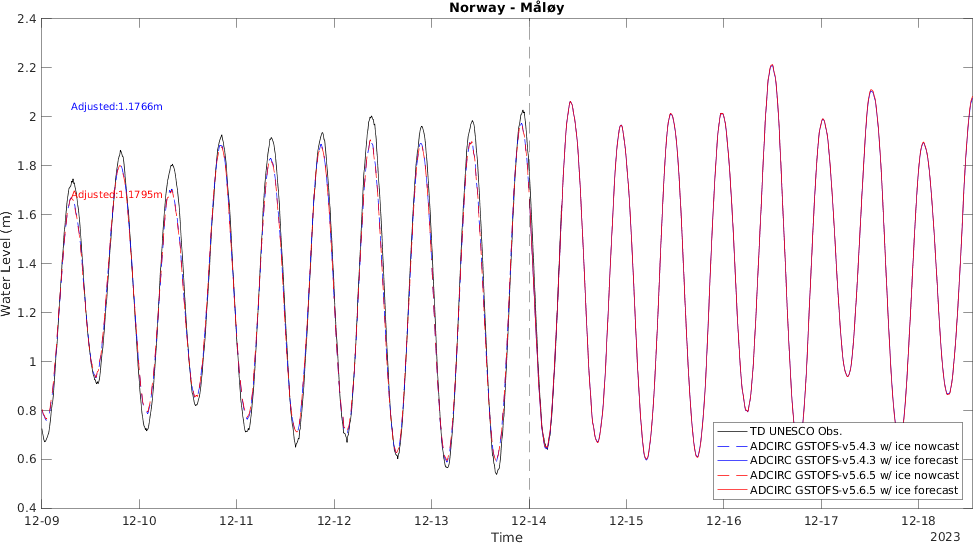 Norway - Måløy
Water Level (m)
2.4
2.2
2
1.8
1.6
1.4
1.2
1
0.8
0.6
0.4
Adjusted:1.1766m
Adjusted:1.1795m
TD UNESCO Obs.
ADCIRC GSTOFS-v5.4.3 w/ ice nowcast
ADCIRC GSTOFS-v5.4.3 w/ ice forecast
ADCIRC GSTOFS-v5.6.5 w/ ice nowcast
ADCIRC GSTOFS-v5.6.5 w/ ice forecast
12-09 12-10 12-11 12-12 12-13 12-14 12-15 12-16 12-17 12-18
Time
2023